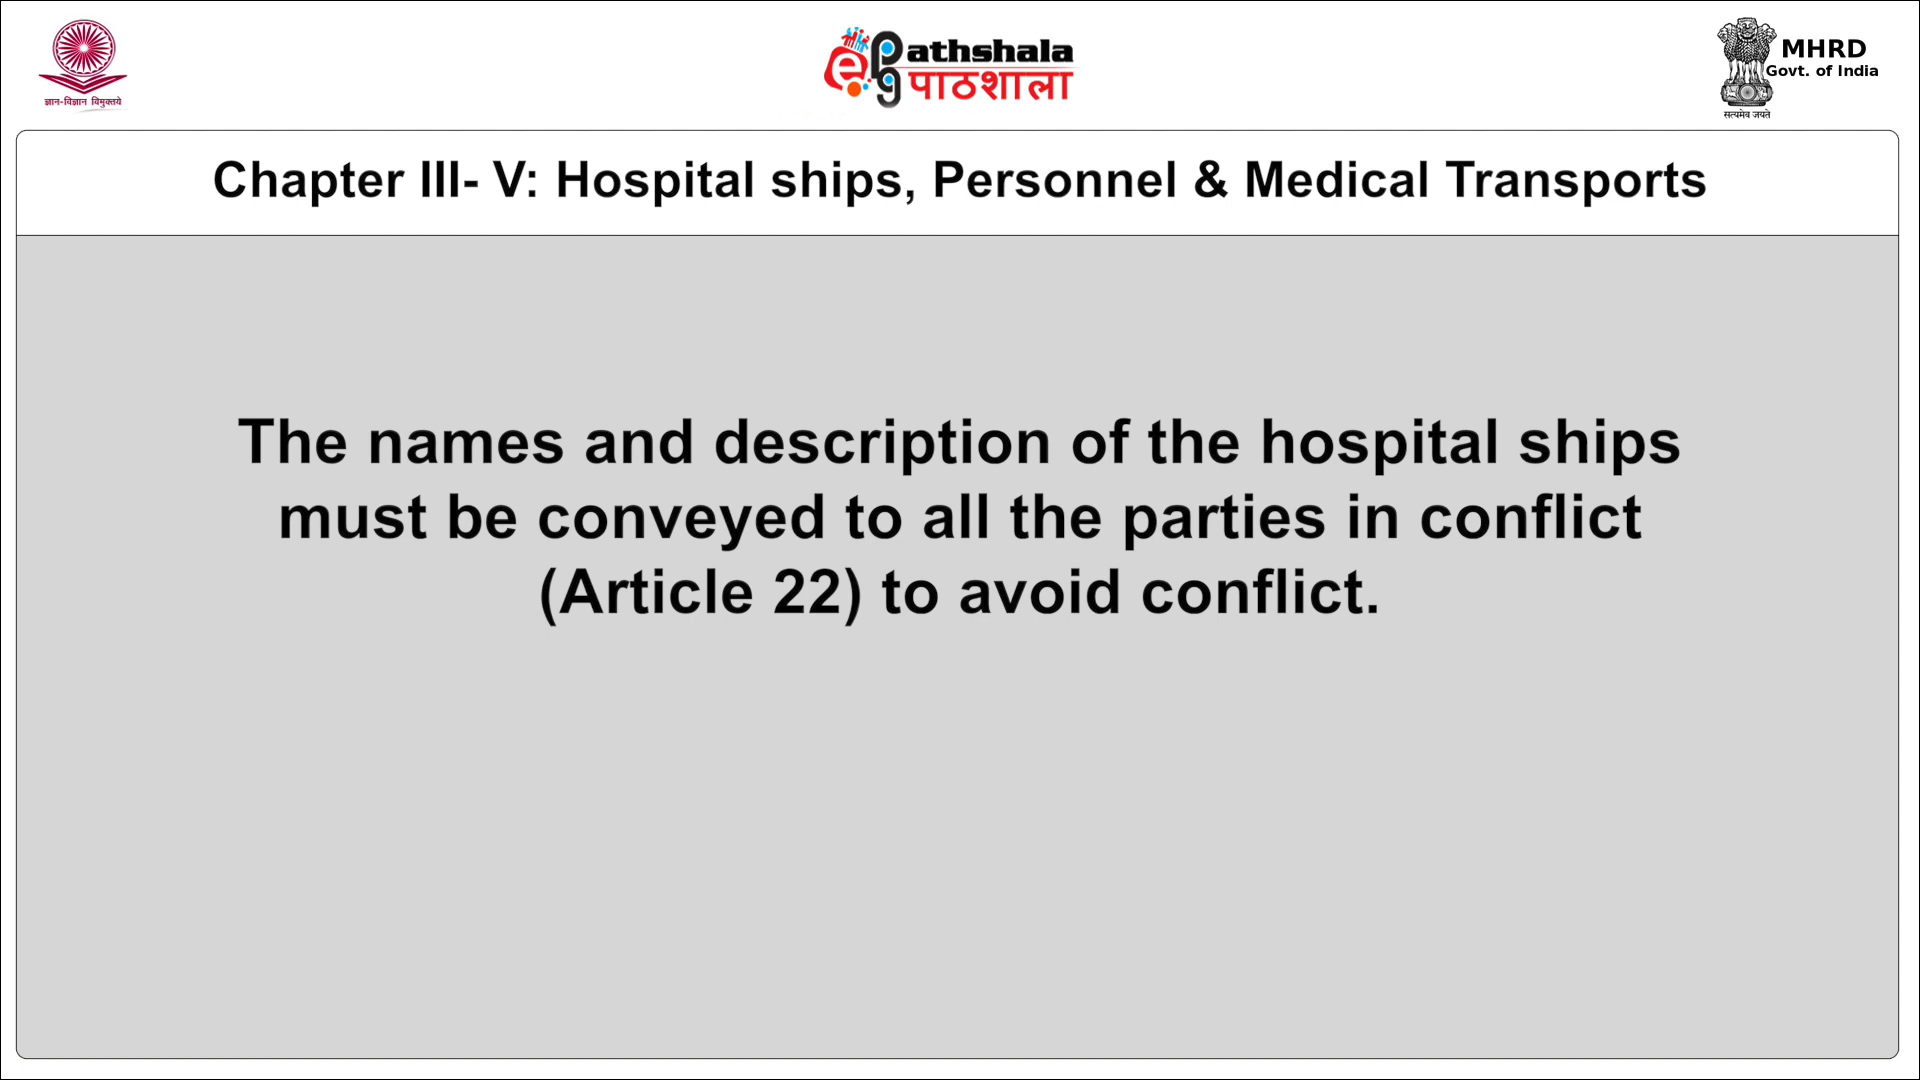 ज्ञान-विज्ञान विमुक्तये
ePathshala
पाठशाला
MHRD
Govt. of India
सत्यमेव जयते
Chapter III- V: Hospital ships, Personnel & Medical Transports
The names and description of the hospital ships
must be conveyed to all the parties in conflict
(Article 22) to avoid conflict.